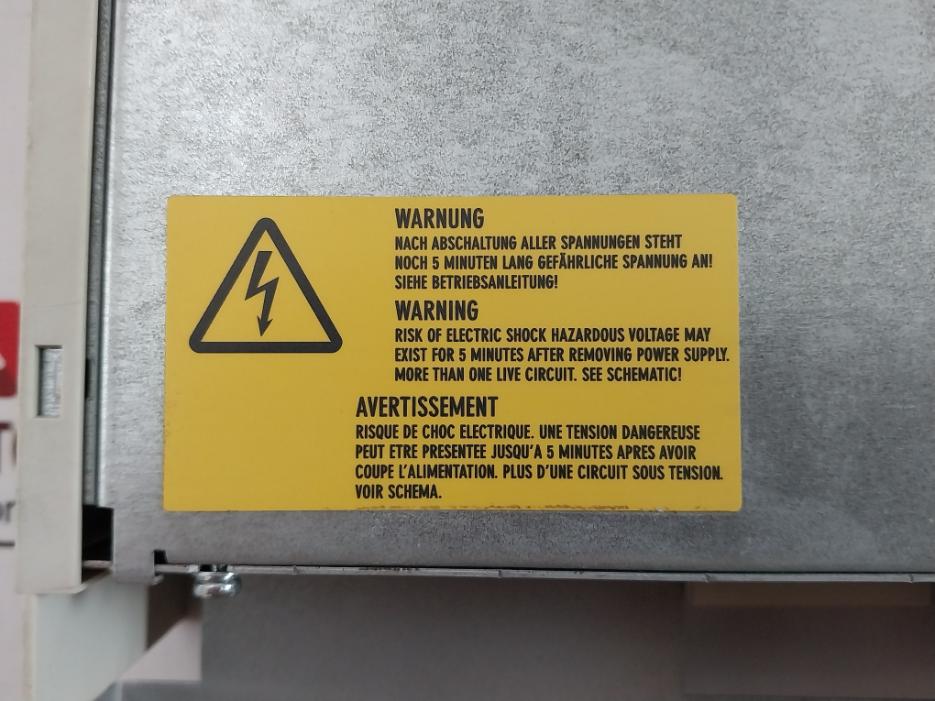 WARNUNG
NACH ABSCHALTUNG ALLER SPANNUNGEN STEHT
NOCH 5 MINUTEN LANG GEFÄHRLICHE SPANNUNG AN!
SIEHE BETRIEBSANLEITUNG!
WARNING
RISK OF ELECTRIC SHOCK HAZARDOUS VOLTAGE MAY
EXIST FOR 5 MINUTES AFTER REMOVING POWER SUPPLY.
MORE THAN ONE LIVE CIRCUIT. SEE SCHEMATIC!
AVERTISSEMENT
RISQUE DE CHOC ELECTRIQUE. UNE TENSION DANGEREUSE
PEUT ETRE PRESENTEE JUSQU'A 5 MINUTES APRES AVOIR
COUPE L'ALIMENTATION. PLUS D'UNE CIRCUIT SOUS TENSION.
VOIR SCHEMA.